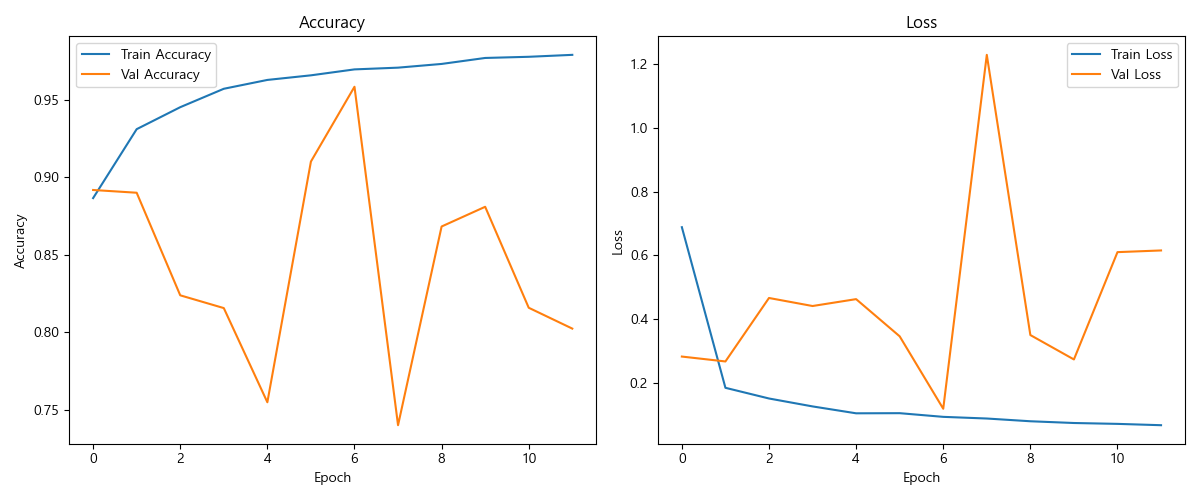 Accuracy
Train Accuracy
Val Accuracy
0.95
0.90
0.85
0.80
0.75
Accuracy
0 2 4 6 8 10
Epoch
Loss
Train Loss
Val Loss
1.2
1.0
0.8
0.6
0.4
0.2
Loss
0 2 4 6 8 10
Epoch